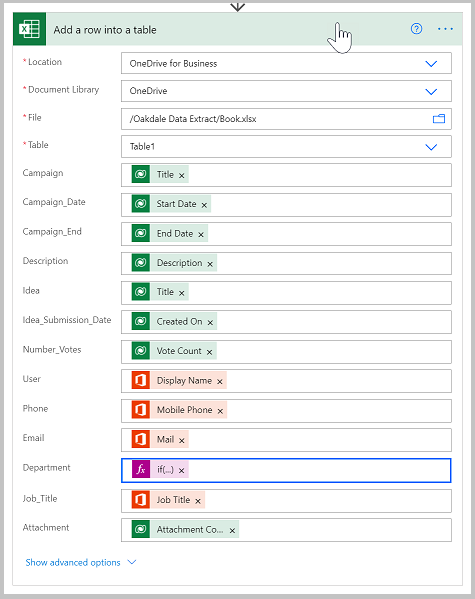 Add a row into a table
* Location OneDrive for Business
* Document Library OneDrive
* File /Oakdale Data Extract/Book.xlsx
* Table Table1
Campaign Title ×
Campaign_Date Start Date ×
Campaign_End End Date ×
Description Description ×
Idea Title ×
Idea_Submission_Date Created On ×
Number_Votes Vote Count ×
User Display Name ×
Phone Mobile Phone ×
Email Mail ×
Department fx if(...) ×
Job_Title Job Title ×
Attachment Attachment Co... ×
Show advanced options